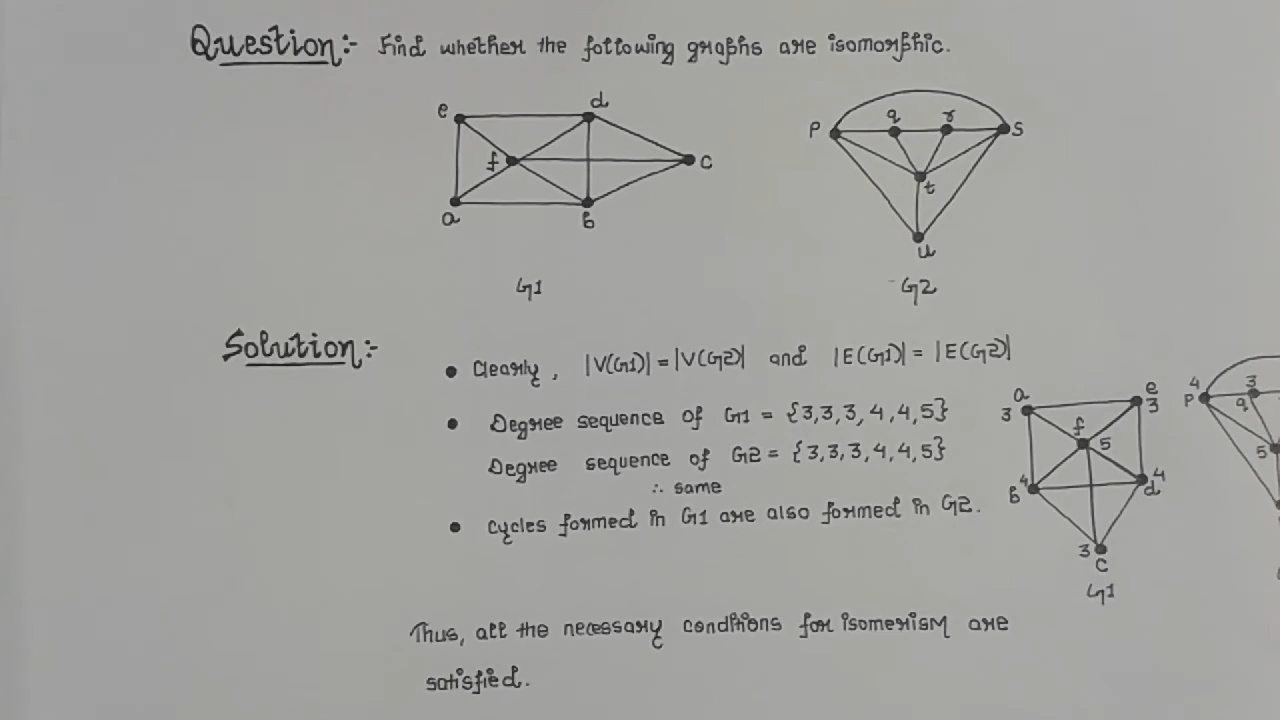 Question:- Find whether the following graphs are isomorphic.
e d
p q r s
f c
t
a b
u
G1 G2
Solution:-
• Clearly, |V(G1)| = |V(G2)| and |E(G1)| = |E(G2)|
• Degree sequence of G1 = {3,3,3,4,4,5}
Degree sequence of G2 = {3,3,3,4,4,5}
∴ same
• Cycles formed in G1 are also formed in G2.
a e
3 3
f 5
4 4
b d
3
c
G1
4 3
p q
5
Thus, all the necessary conditions for isomerism are
satisfied.